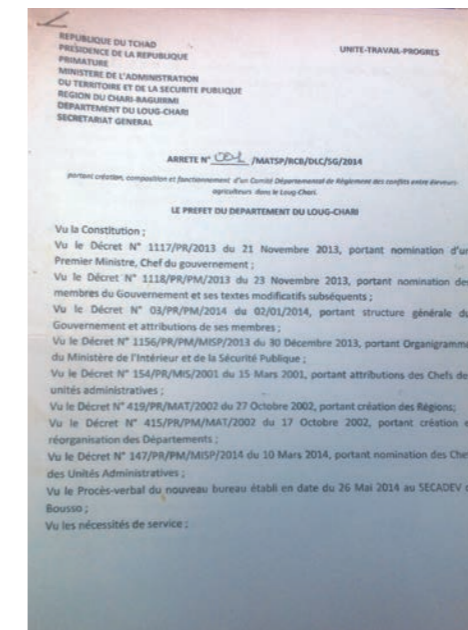 REPUBLIQUE DU TCHAD
UNITE-TRAVAIL-PROGRES
PRESIDENCE DE LA REPUBLIQUE
PRIMATURE
MINISTERE DE L'ADMINISTRATION
DU TERRITOIRE ET DE LA SECURITE PUBLIQUE
REGION DU CHARI-BAGUIRMI
DEPARTEMENT DU LOUG-CHARI
SECRETARIAT GENERAL
ARRETE N° /MATSP/RCB/DLC/SG/2014
portant création, composition et fonctionnement d'un Comité Départemental de Règlement des conflits entre éleveurs-
agriculteurs dans le Loug-Chari.
LE PREFET DU DEPARTEMENT DU LOUG-CHARI
Vu la Constitution ;
Vu le Décret N° 1117/PR/2013 du 21 Novembre 2013, portant nomination d'un
Premier Ministre, Chef du gouvernement ;
Vu le Décret N° 1118/PR/PM/2013 du 23 Novembre 2013, portant nomination des
membres du Gouvernement et ses textes modificatifs subséquents ;
Vu le Décret N° 03/PR/PM/2014 du 02/01/2014, portant structure générale du
Gouvernement et attributions de ses membres ;
Vu le Décret N° 1156/PR/PM/MISP/2013 du 30 Décembre 2013, portant Organigramme
du Ministère de l'Intérieur et de la Sécurité Publique ;
Vu le Décret N° 154/PR/MIS/2001 du 15 Mars 2001, portant attributions des Chefs des
unités administratives ;
Vu le Décret N° 419/PR/MAT/2002 du 27 Octobre 2002, portant création des Régions;
Vu le Décret N° 415/PR/PM/MAT/2002 du 17 Octobre 2002, portant création e
réorganisation des Départements ;
Vu le Décret N° 147/PR/PM/MISP/2014 du 10 Mars 2014, portant nomination des Chef
des Unités Administratives ;
Vu le Procès-verbal du nouveau bureau établi en date du 26 Mai 2014 au SECADEV d
Bousso ;
Vu les nécessités de service ;